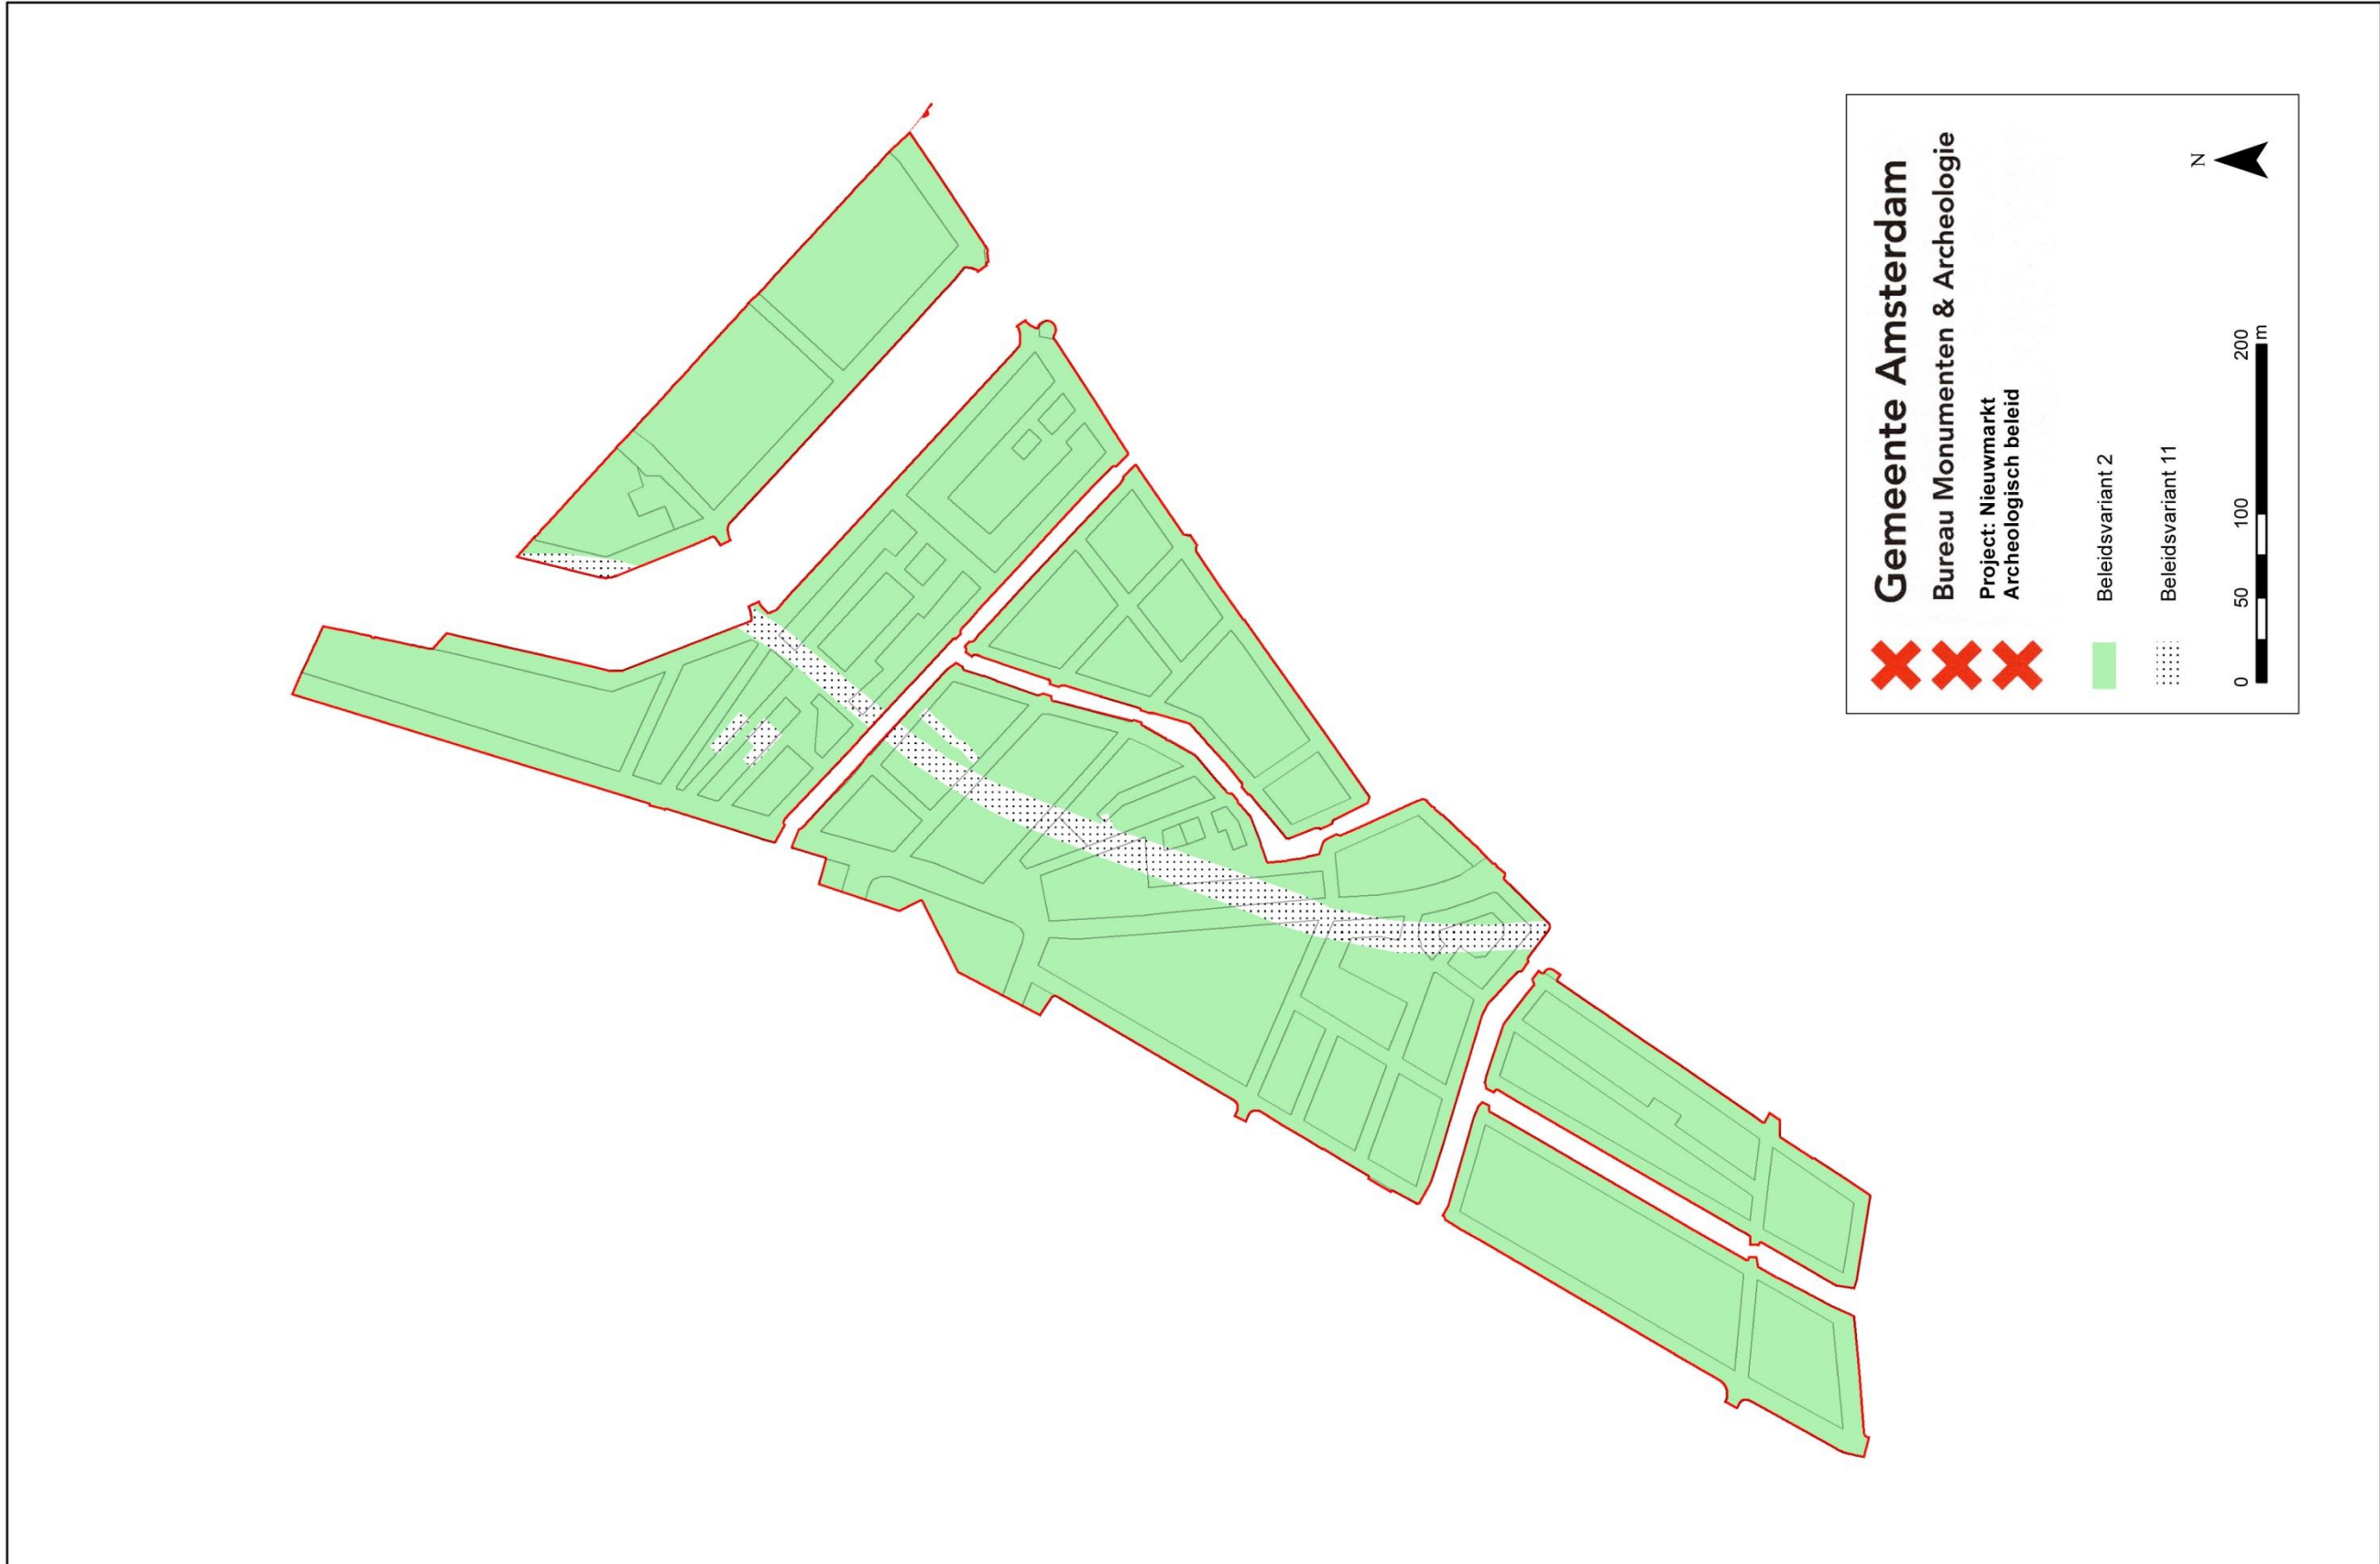 Gemeente Amsterdam
Bureau Monumenten & Archeologie
Project: Nieuwmarkt
Archeologisch beleid
Beleidsvariant 2
Beleidsvariant 11
N
0 50 100 200
m